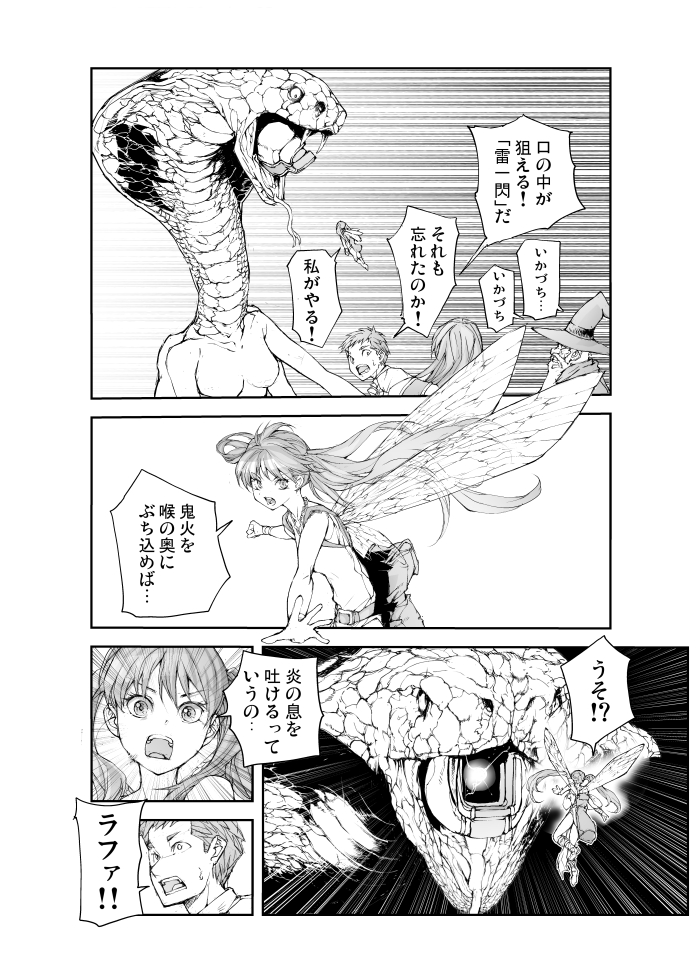 口の中が
狙える!
「雷一閃」だ
それも
忘れたのか!
いかづち…
いかづち
私がやる!
鬼火を
喉の奥に
ぶち込めば…
うそ!?
炎の息を
吐けるって
いうの…
ラファ!!